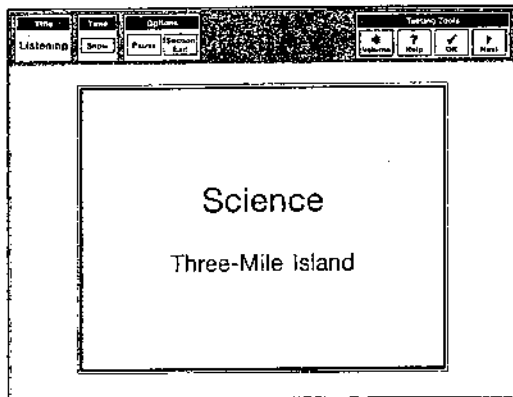 Title
Time
Options
Testing Tools
Listening
Show
Pause
Section
Exit
Volume
?
Help
OK
Next
Science
Three-Mile Island